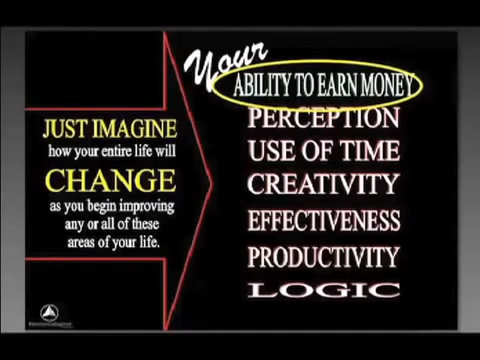 Your
ABILITY TO EARN MONEY
PERCEPTION
USE OF TIME
CREATIVITY
EFFECTIVENESS
PRODUCTIVITY
LOGIC
JUST IMAGINE
how your entire life will
CHANGE
as you begin improving
any or all of these
areas of your life.